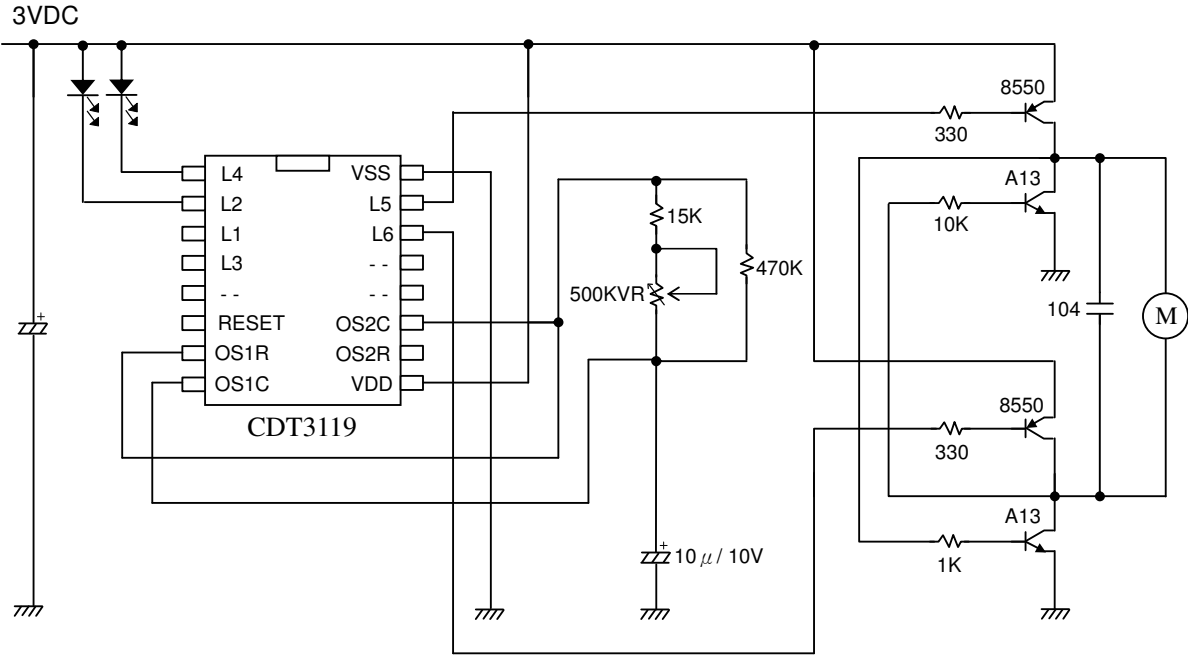 3VDC
8550
330
A13
10K
L4
L2
L1
L3
- -
RESET
OS1R
OS1C
VSS
L5
L6
- -
- -
OS2C
OS2R
VDD
CDT3119
15K
500KVR
470K
104
M
+
8550
330
A13
1K
+
10 μ / 10V